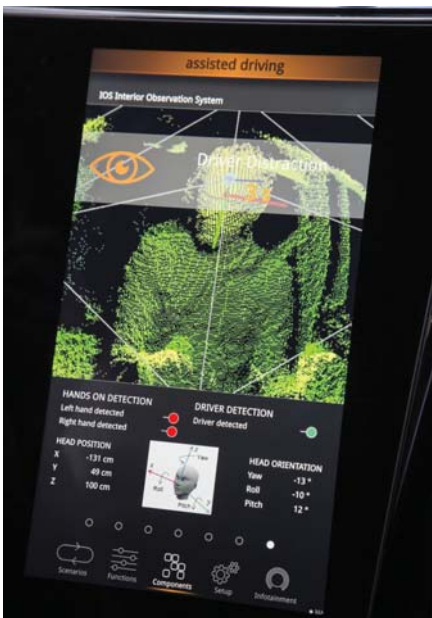 assisted driving
IOS Interior Observation System
Driver Distraction
HANDS ON DETECTION
Left hand detected
Right hand detected
DRIVER DETECTION
Driver detected
HEAD POSITION
X -131 cm
Y 49 cm
Z 100 cm
Yaw
Roll
Pitch
HEAD ORIENTATION
Yaw -13 °
Roll -10 °
Pitch 12 °
Scenarios
Functions
Components
Setup
Infotainment